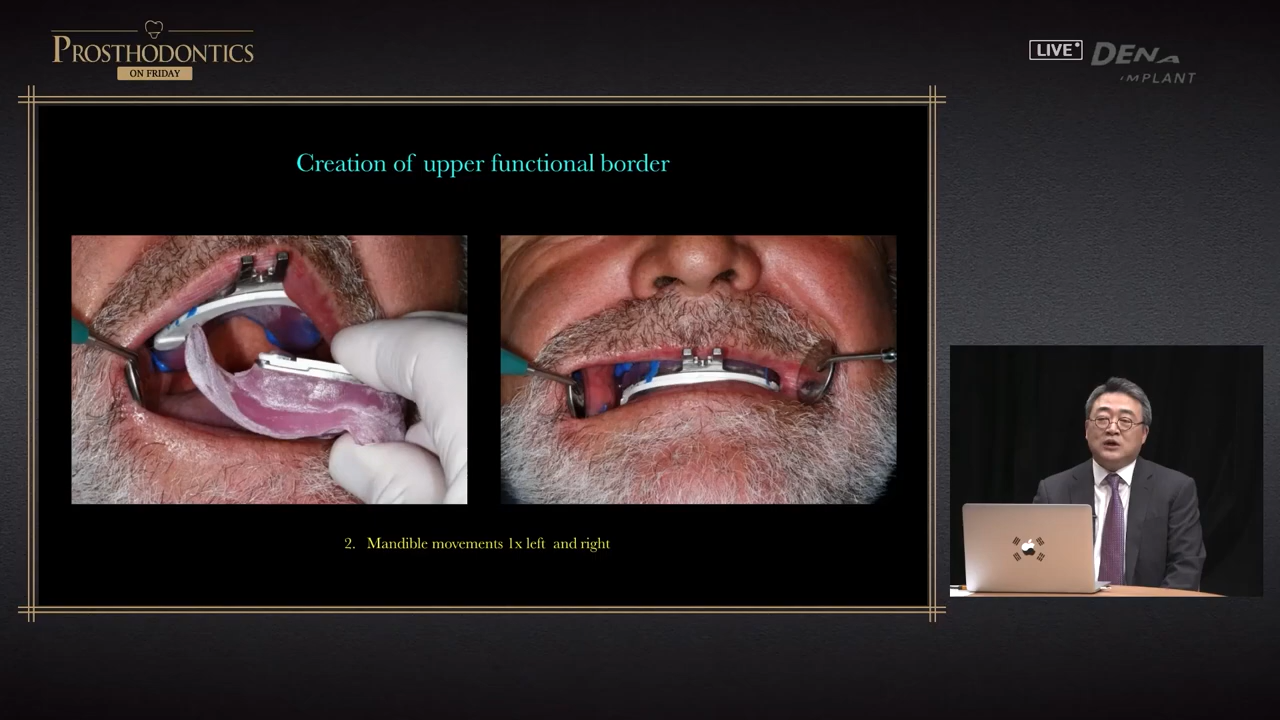 PROSTHODONTICS
ON FRIDAY
LIVE
DENA
IMPLANT
Creation of upper functional border
2. Mandible movements 1x left and right